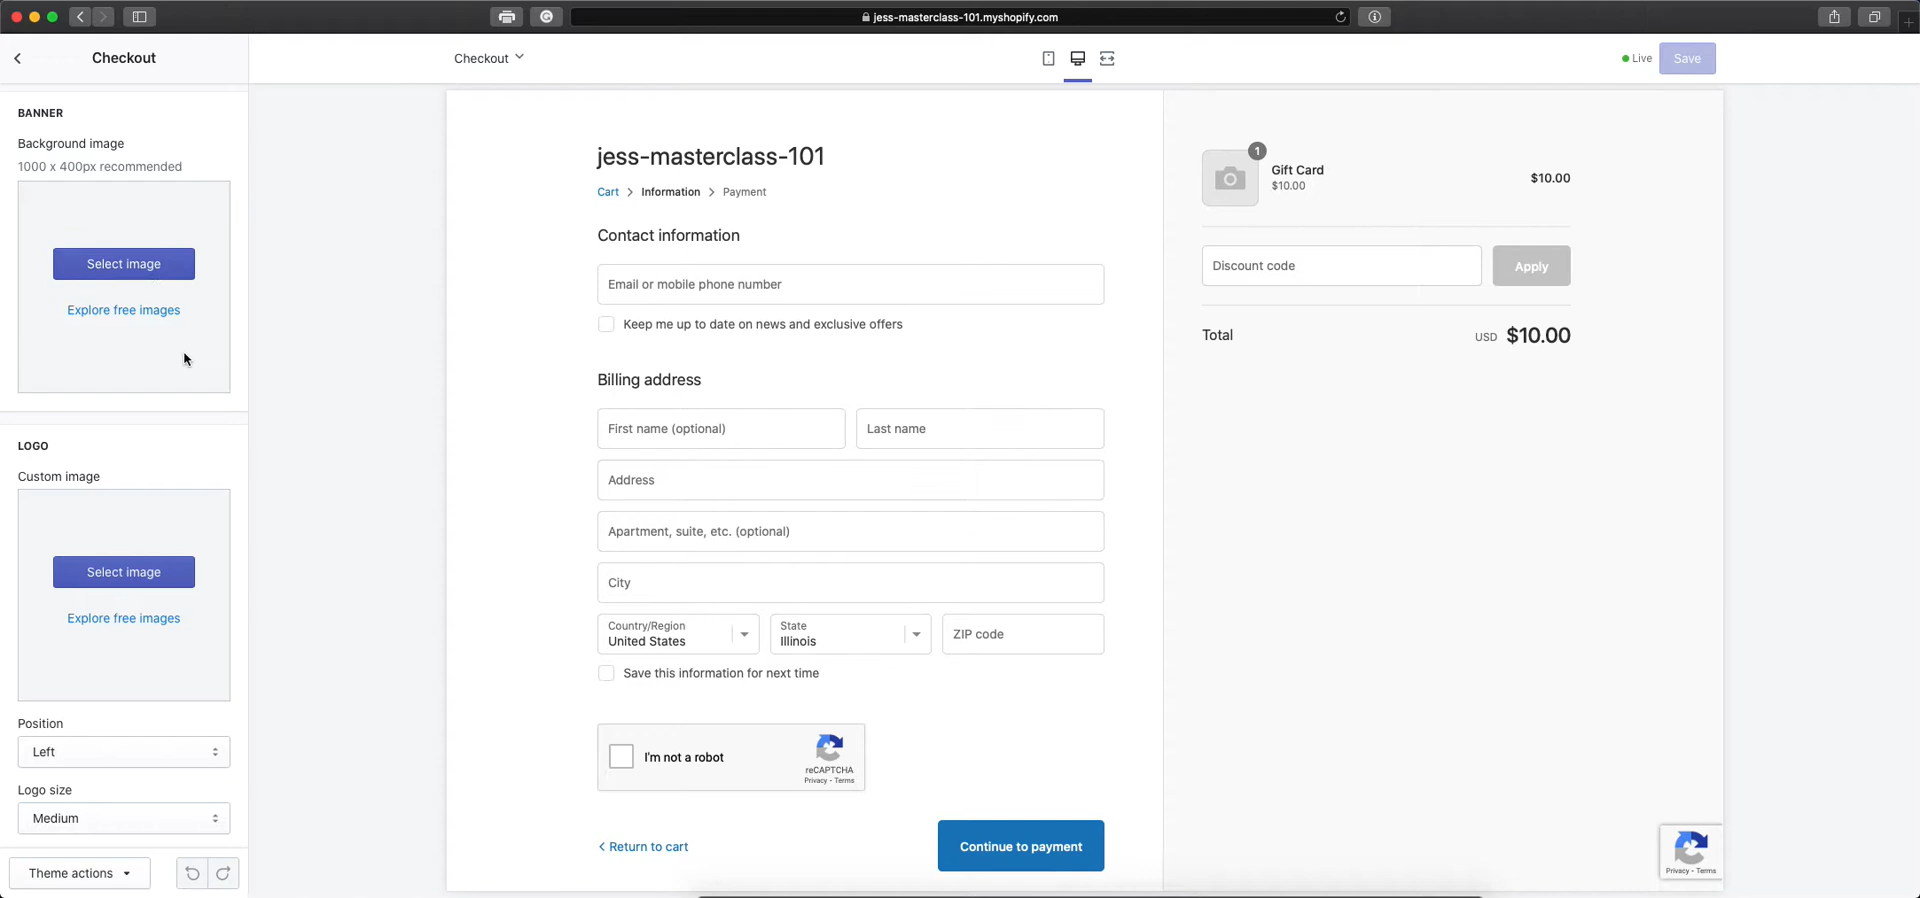 jess-masterclass-101.myshopify.com
Checkout
Checkout
Live
Save
BANNER
Background image
1000 x 400px recommended
Select image
Explore free images
LOGO
Custom image
Select image
Explore free images
Position
Left
Logo size
Medium
Theme actions
jess-masterclass-101
Cart > Information > Payment
Contact information
Email or mobile phone number
Keep me up to date on news and exclusive offers
Billing address
First name (optional)
Last name
Address
Apartment, suite, etc. (optional)
City
Country/Region
United States
State
Illinois
ZIP code
Save this information for next time
I'm not a robot
reCAPTCHA
Privacy - Terms
< Return to cart
Continue to payment
1
Gift Card
$10.00
$10.00
Discount code
Apply
Total
USD $10.00
Privacy - Terms